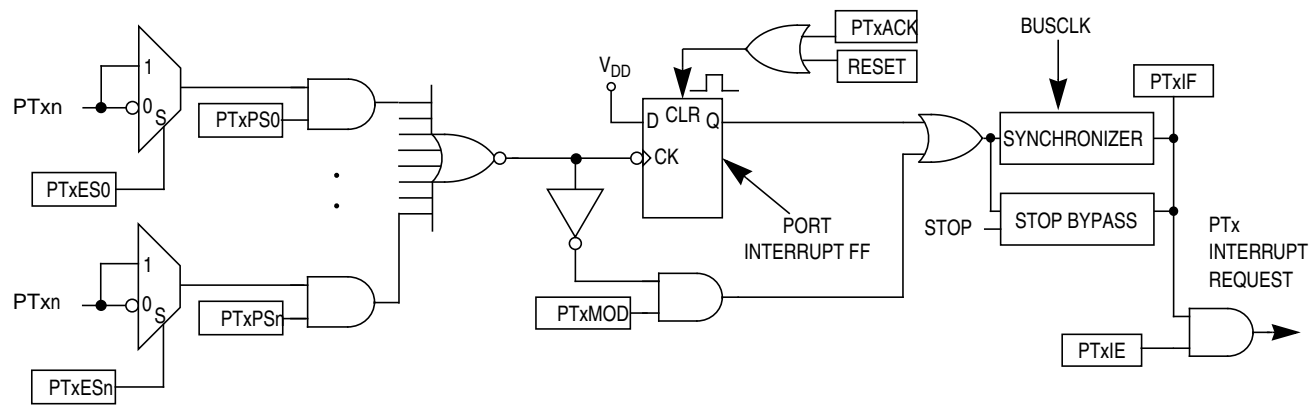 BUSCLK
PTxACK
RESET
VDD
PTxIF
1
PTxn
0
S
PTxPS0
D
CLR
Q
CK
SYNCHRONIZER
PTxES0
PORT
INTERRUPT FF
STOP
STOP BYPASS
PTx
INTERRUPT
REQUEST
1
PTxn
0
S
PTxPSn
PTxMOD
PTxIE
PTxESn